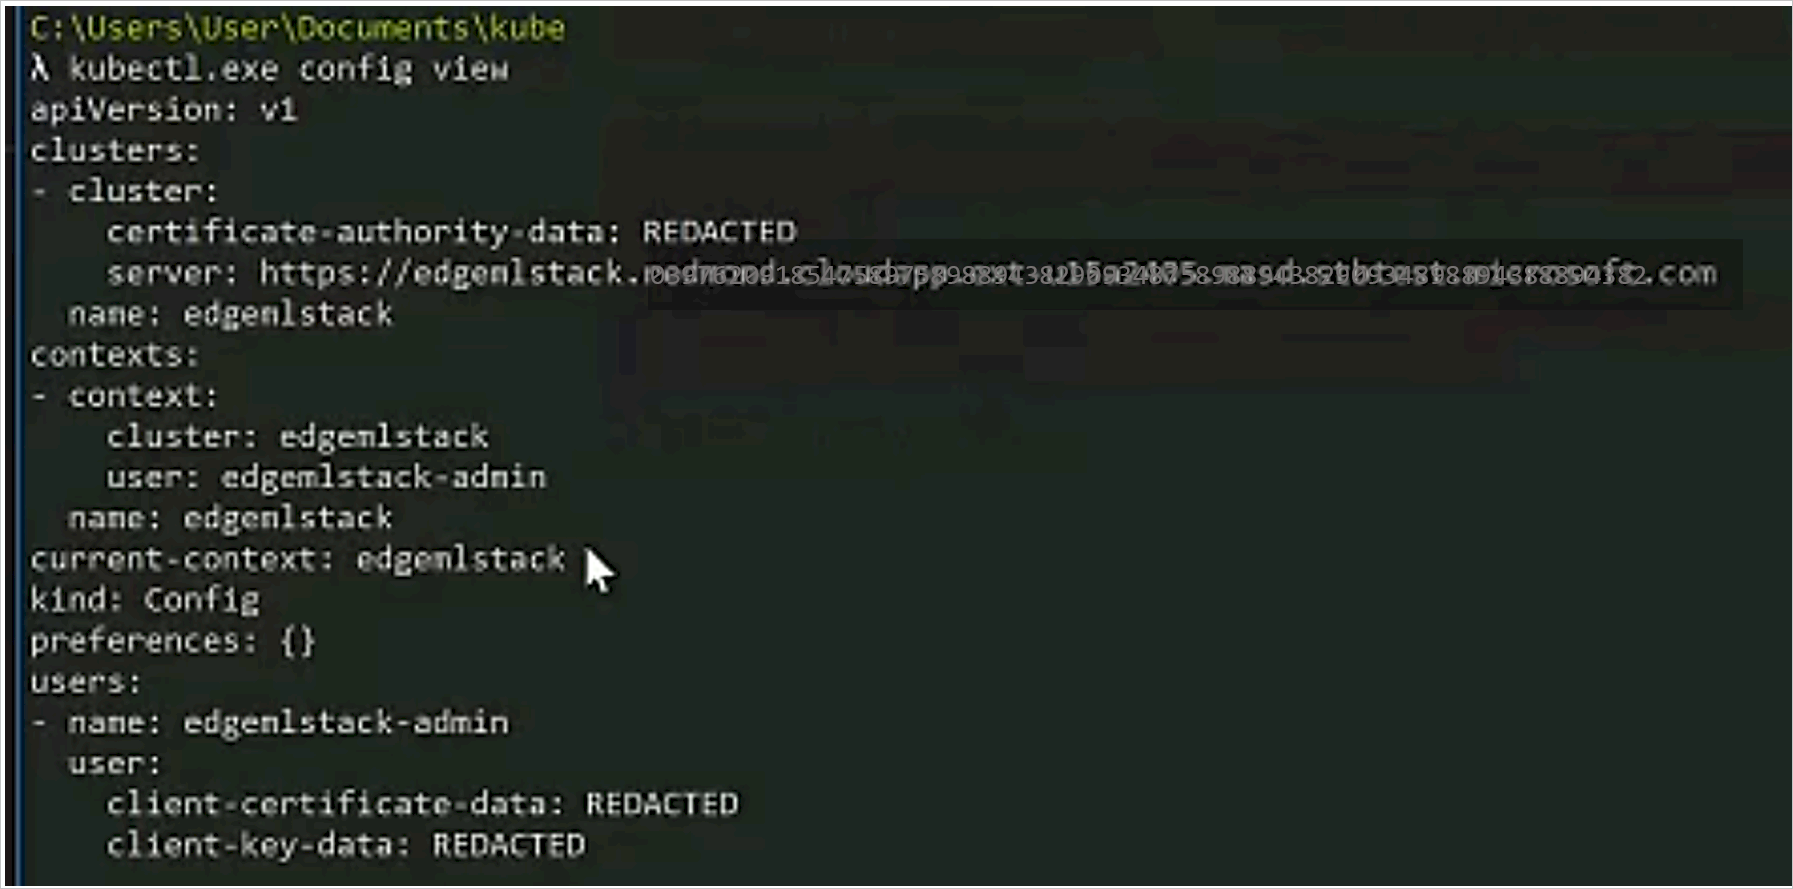 C:\Users\User\Documents\kube
λ kubectl.exe config view
apiVersion: v1
clusters:
- cluster:
    certificate-authority-data: REDACTED
    server: https://edgemlstack. .com
  name: edgemlstack
contexts:
- context:
    cluster: edgemlstack
    user: edgemlstack-admin
  name: edgemlstack
current-context: edgemlstack
kind: Config
preferences: {}
users:
- name: edgemlstack-admin
  user:
    client-certificate-data: REDACTED
    client-key-data: REDACTED